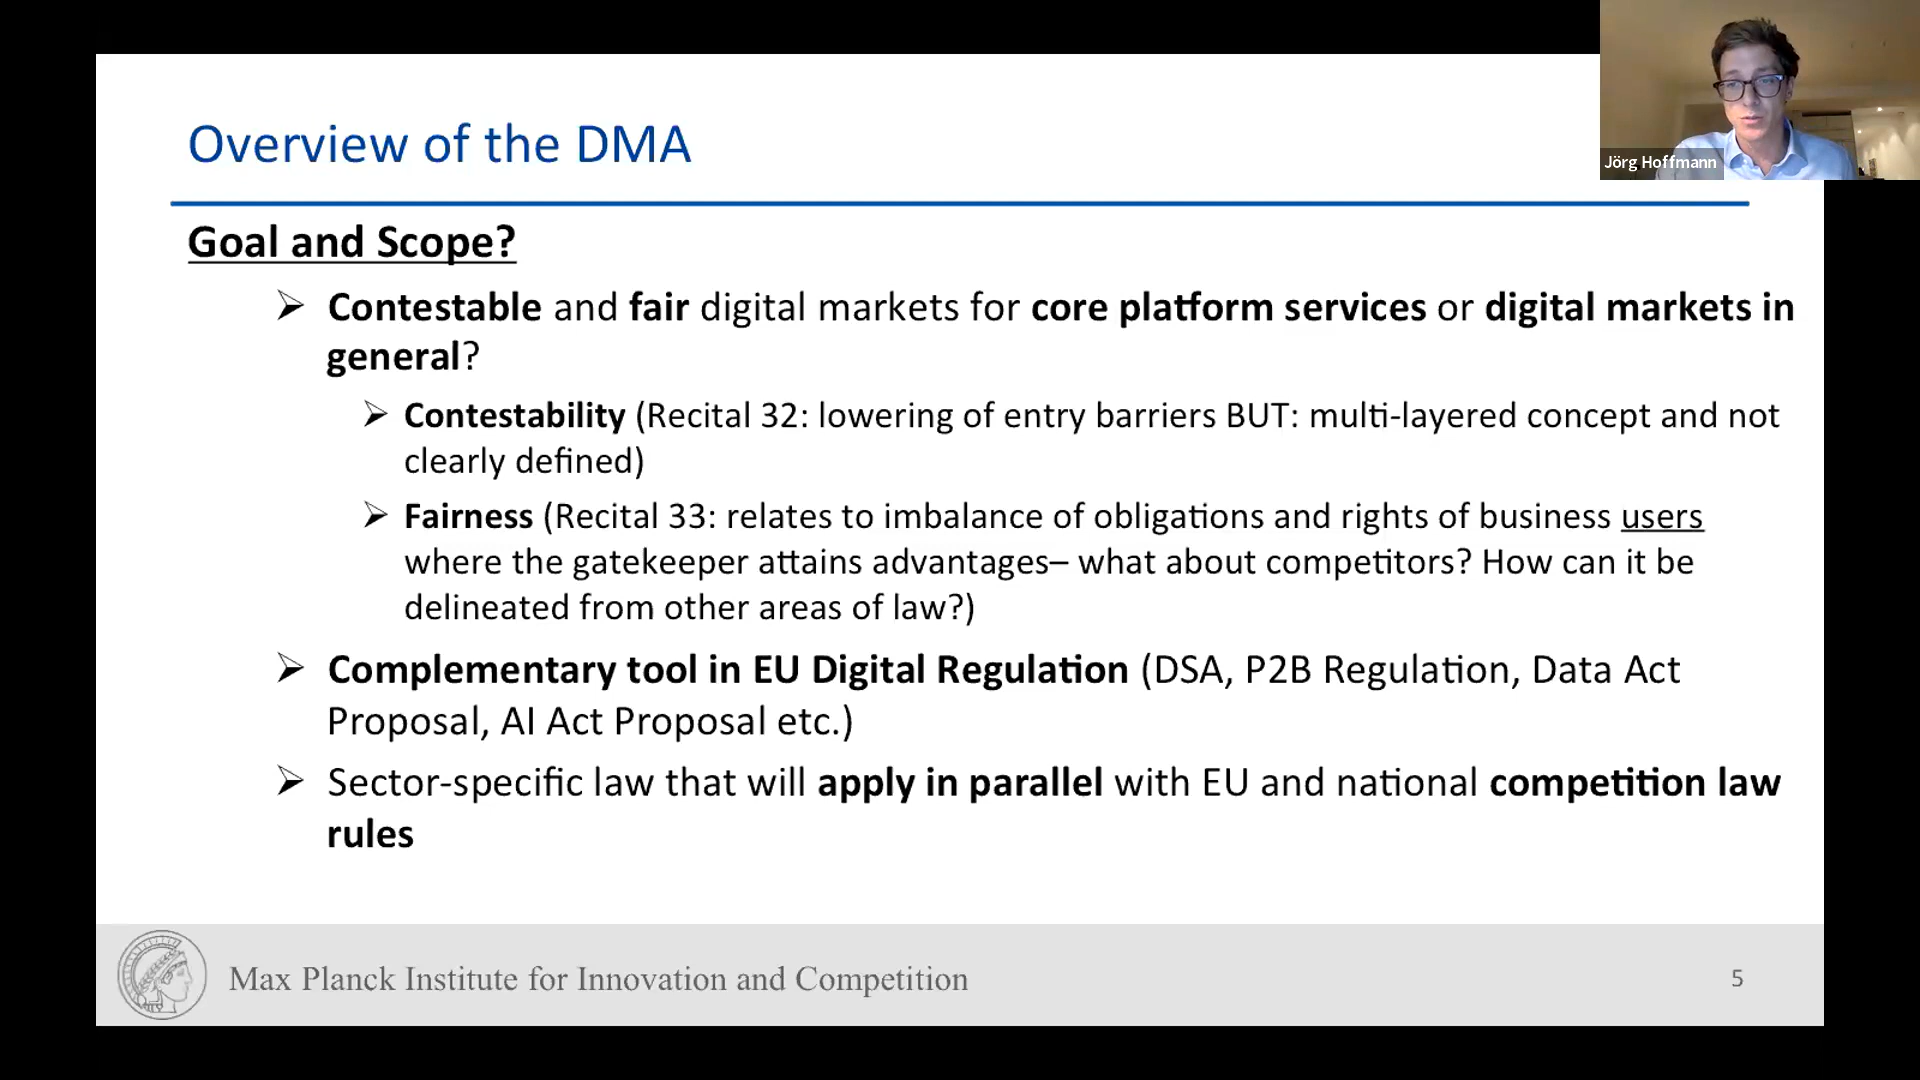 Overview of the DMA
Jörg Hoffmann
Goal and Scope?
➢ Contestable and fair digital markets for core platform services or digital markets in
general?
➢ Contestability (Recital 32: lowering of entry barriers BUT: multi-layered concept and not
clearly defined)
➢ Fairness (Recital 33: relates to imbalance of obligations and rights of business users
where the gatekeeper attains advantages– what about competitors? How can it be
delineated from other areas of law?)
➢ Complementary tool in EU Digital Regulation (DSA, P2B Regulation, Data Act
Proposal, AI Act Proposal etc.)
➢ Sector-specific law that will apply in parallel with EU and national competition law
rules
Max Planck Institute for Innovation and Competition
5